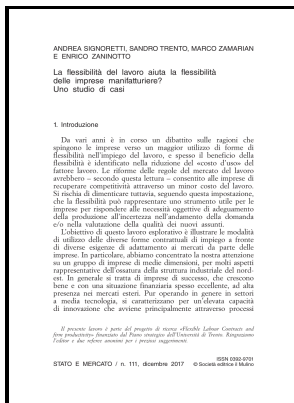 ANDREA SIGNORETTI, SANDRO TRENTO, MARCO ZAMARIAN
E ENRICO ZANINOTTO
La flessibilità del lavoro aiuta la flessibilità
delle imprese manifatturiere?
Uno studio di casi
1. Introduzione
Da vari anni è in corso un dibattito sulle ragioni che
spingono le imprese verso un maggior utilizzo di forme di
flessibilità nell'impiego del lavoro, e spesso il beneficio della
flessibilità è identificato nella riduzione del «costo d'uso» del
fattore lavoro. Le riforme delle regole del mercato del lavoro
avrebbero – secondo questa lettura – consentito alle imprese di
recuperare competitività attraverso un minor costo del lavoro.
Si rischia di dimenticare tuttavia, seguendo questa impostazione,
che la flessibilità può rappresentare uno strumento utile per le
imprese per rispondere alle necessità oggettive di adeguamento
della produzione all'incertezza nell'andamento della domanda
e/o nella valutazione della qualità dei nuovi assunti.
L'obiettivo di questo lavoro esplorativo è illustrare le modalità
di utilizzo delle diverse forme contrattuali di impiego a fronte
di diverse esigenze di adattamento ai mercati da parte delle
imprese. In particolare, abbiamo concentrato la nostra attenzione
su un gruppo di imprese di medie dimensioni, per molti aspetti
rappresentative dell'ossatura della struttura industriale del nord-
est. In generale si tratta di imprese di successo, che crescono
bene e con una situazione finanziaria spesso eccellente, ad alta
presenza nei mercati esteri. Pur operando in genere in settori
a media tecnologia, si caratterizzano per un'elevata capacità
di innovazione che avviene principalmente attraverso processi
Il presente lavoro è parte del progetto di ricerca «Flexible Labour Contracts and
firm productivity» finanziato dal Piano strategico dell'Università di Trento. Ringraziamo
l'editor e due referee anonimi per i preziosi suggerimenti.
ISSN 0392-9701
STATO E MERCATO / n. 111, dicembre 2017 © Società editrice il Mulino